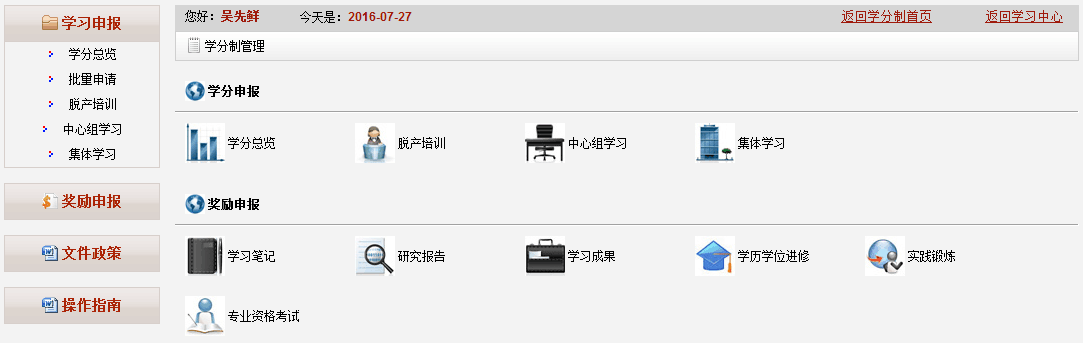 学习申报
学分总览
批量申请
脱产培训
中心组学习
集体学习
奖励申报
文件政策
操作指南
您好：吴先鲜 今天是：2016-07-27 返回学分制首页 返回学习中心
学分制管理
学分申报
学分总览 脱产培训 中心组学习 集体学习
奖励申报
学习笔记 研究报告 学习成果 学历学位进修 实践锻炼
专业资格考试